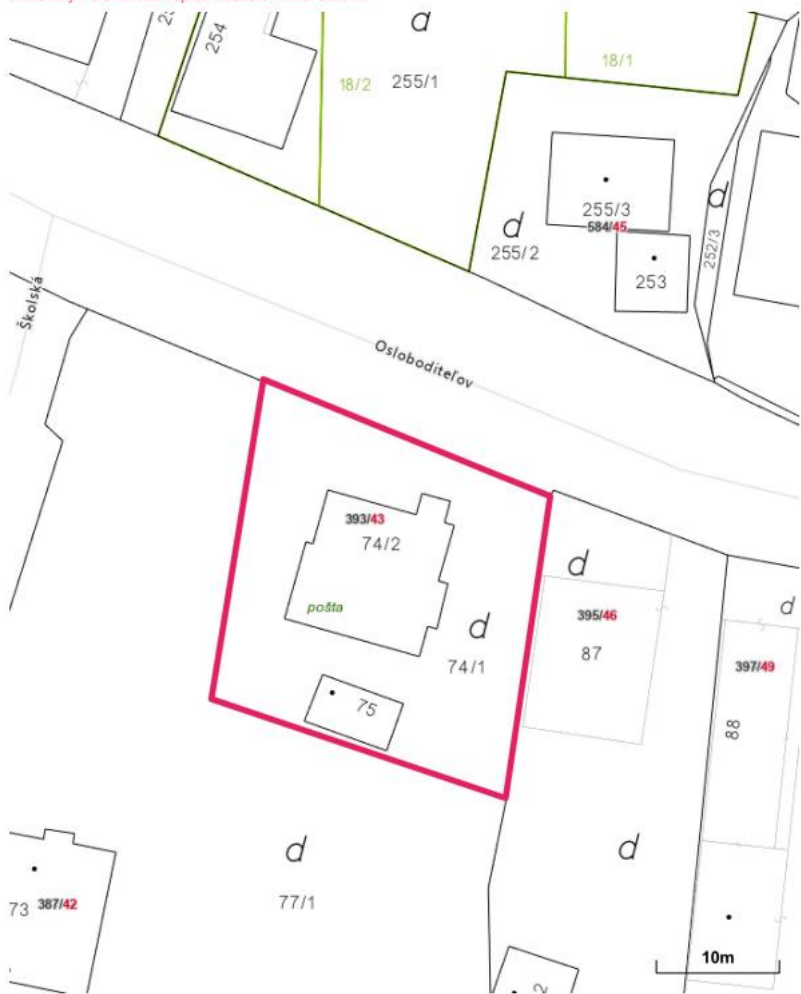 254
d
18/2
255/1
18/1
255/3
584/45
d
255/2
253
d
252/3
Školská
Osloboditeľov
393/43
74/2
pošta
d
74/1
75
d
395/46
87
d
397/49
88
d
77/1
d
73
387/42
2
10m